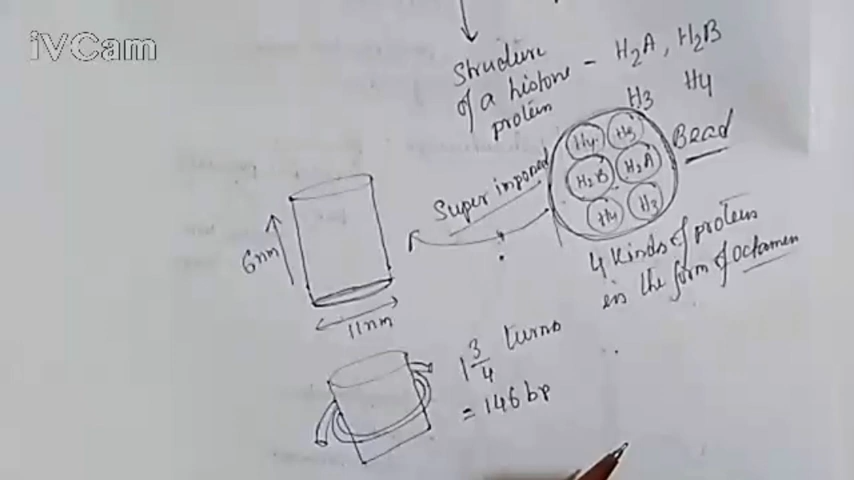 iVCam
Structure
of a histone - H2A, H2B
protein H3 H4
H4 H3
H2B H2A
H4 H3
Bead
Super imposed
4 kinds of protein
in the form of octamer
6nm
11nm
1 3/4 turns
= 146 bp